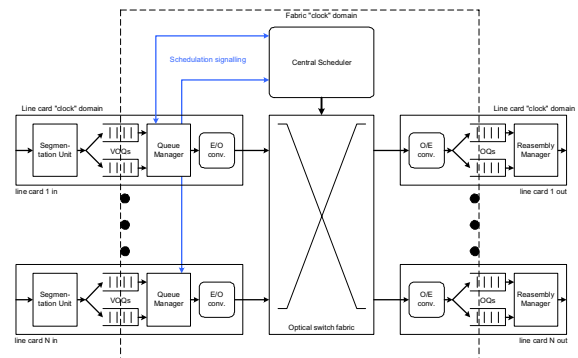 Fabric "clock" domain
Schedulation signalling
Central Scheduler
Line card "clock" domain
Line card "clock" domain
Segmen-
tation Unit
VOQs
Queue
Manager
E/O
conv.
O/E
conv.
OQs
Reasembly
Manager
line card 1 in
line card 1 out
Segmen-
tation Unit
VOQs
Queue
Manager
E/O
conv.
O/E
conv.
OQs
Reasembly
Manager
line card N in
Optical switch fabric
line card N out